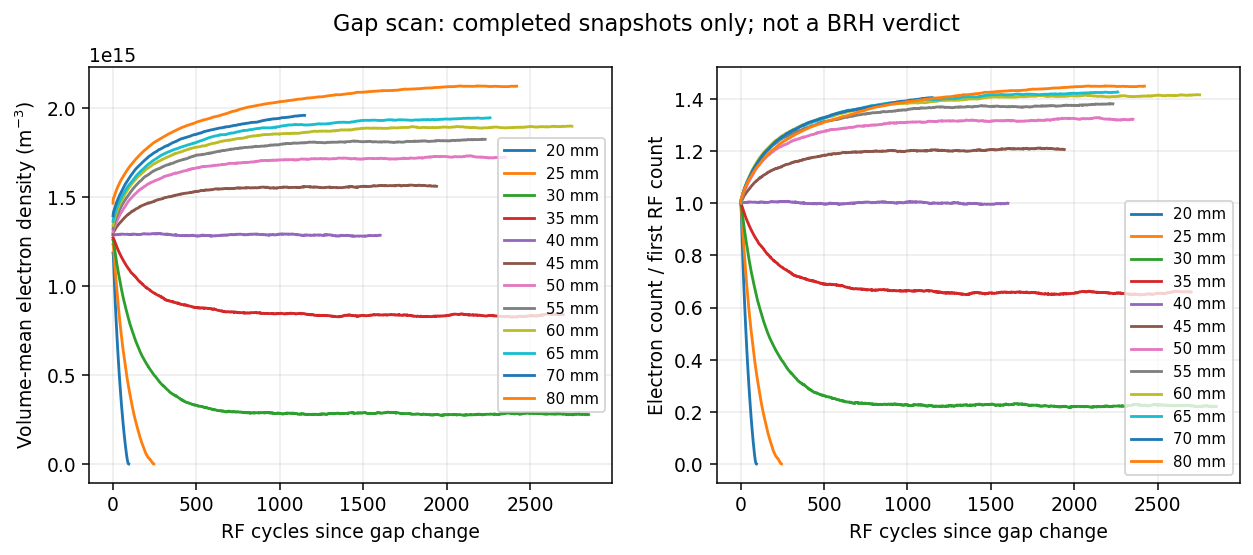 Gap scan: completed snapshots only; not a BRH verdict
1e15
Volume-mean electron density (m⁻³)
2.0
1.5
1.0
0.5
0.0
0
500
1000
1500
2000
2500
RF cycles since gap change
20 mm
25 mm
30 mm
35 mm
40 mm
45 mm
50 mm
55 mm
60 mm
65 mm
70 mm
80 mm
Electron count / first RF count
1.4
1.2
1.0
0.8
0.6
0.4
0.2
0.0
0
500
1000
1500
2000
2500
RF cycles since gap change
20 mm
25 mm
30 mm
35 mm
40 mm
45 mm
50 mm
55 mm
60 mm
65 mm
70 mm
80 mm